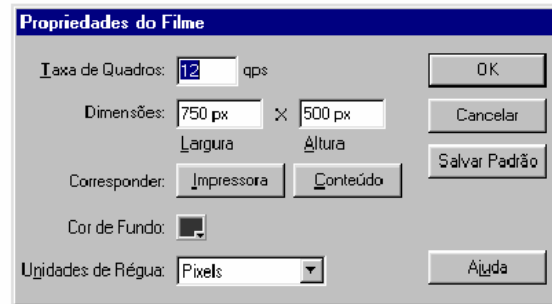 Propriedades do Filme
Taxa de Quadros: 12 qps OK
Dimensões: 750 px X 500 px Cancelar
Largura Altura
Salvar Padrão
Corresponder: Impressora Conteúdo
Cor de Fundo:
Unidades de Régua: Pixels Ajuda